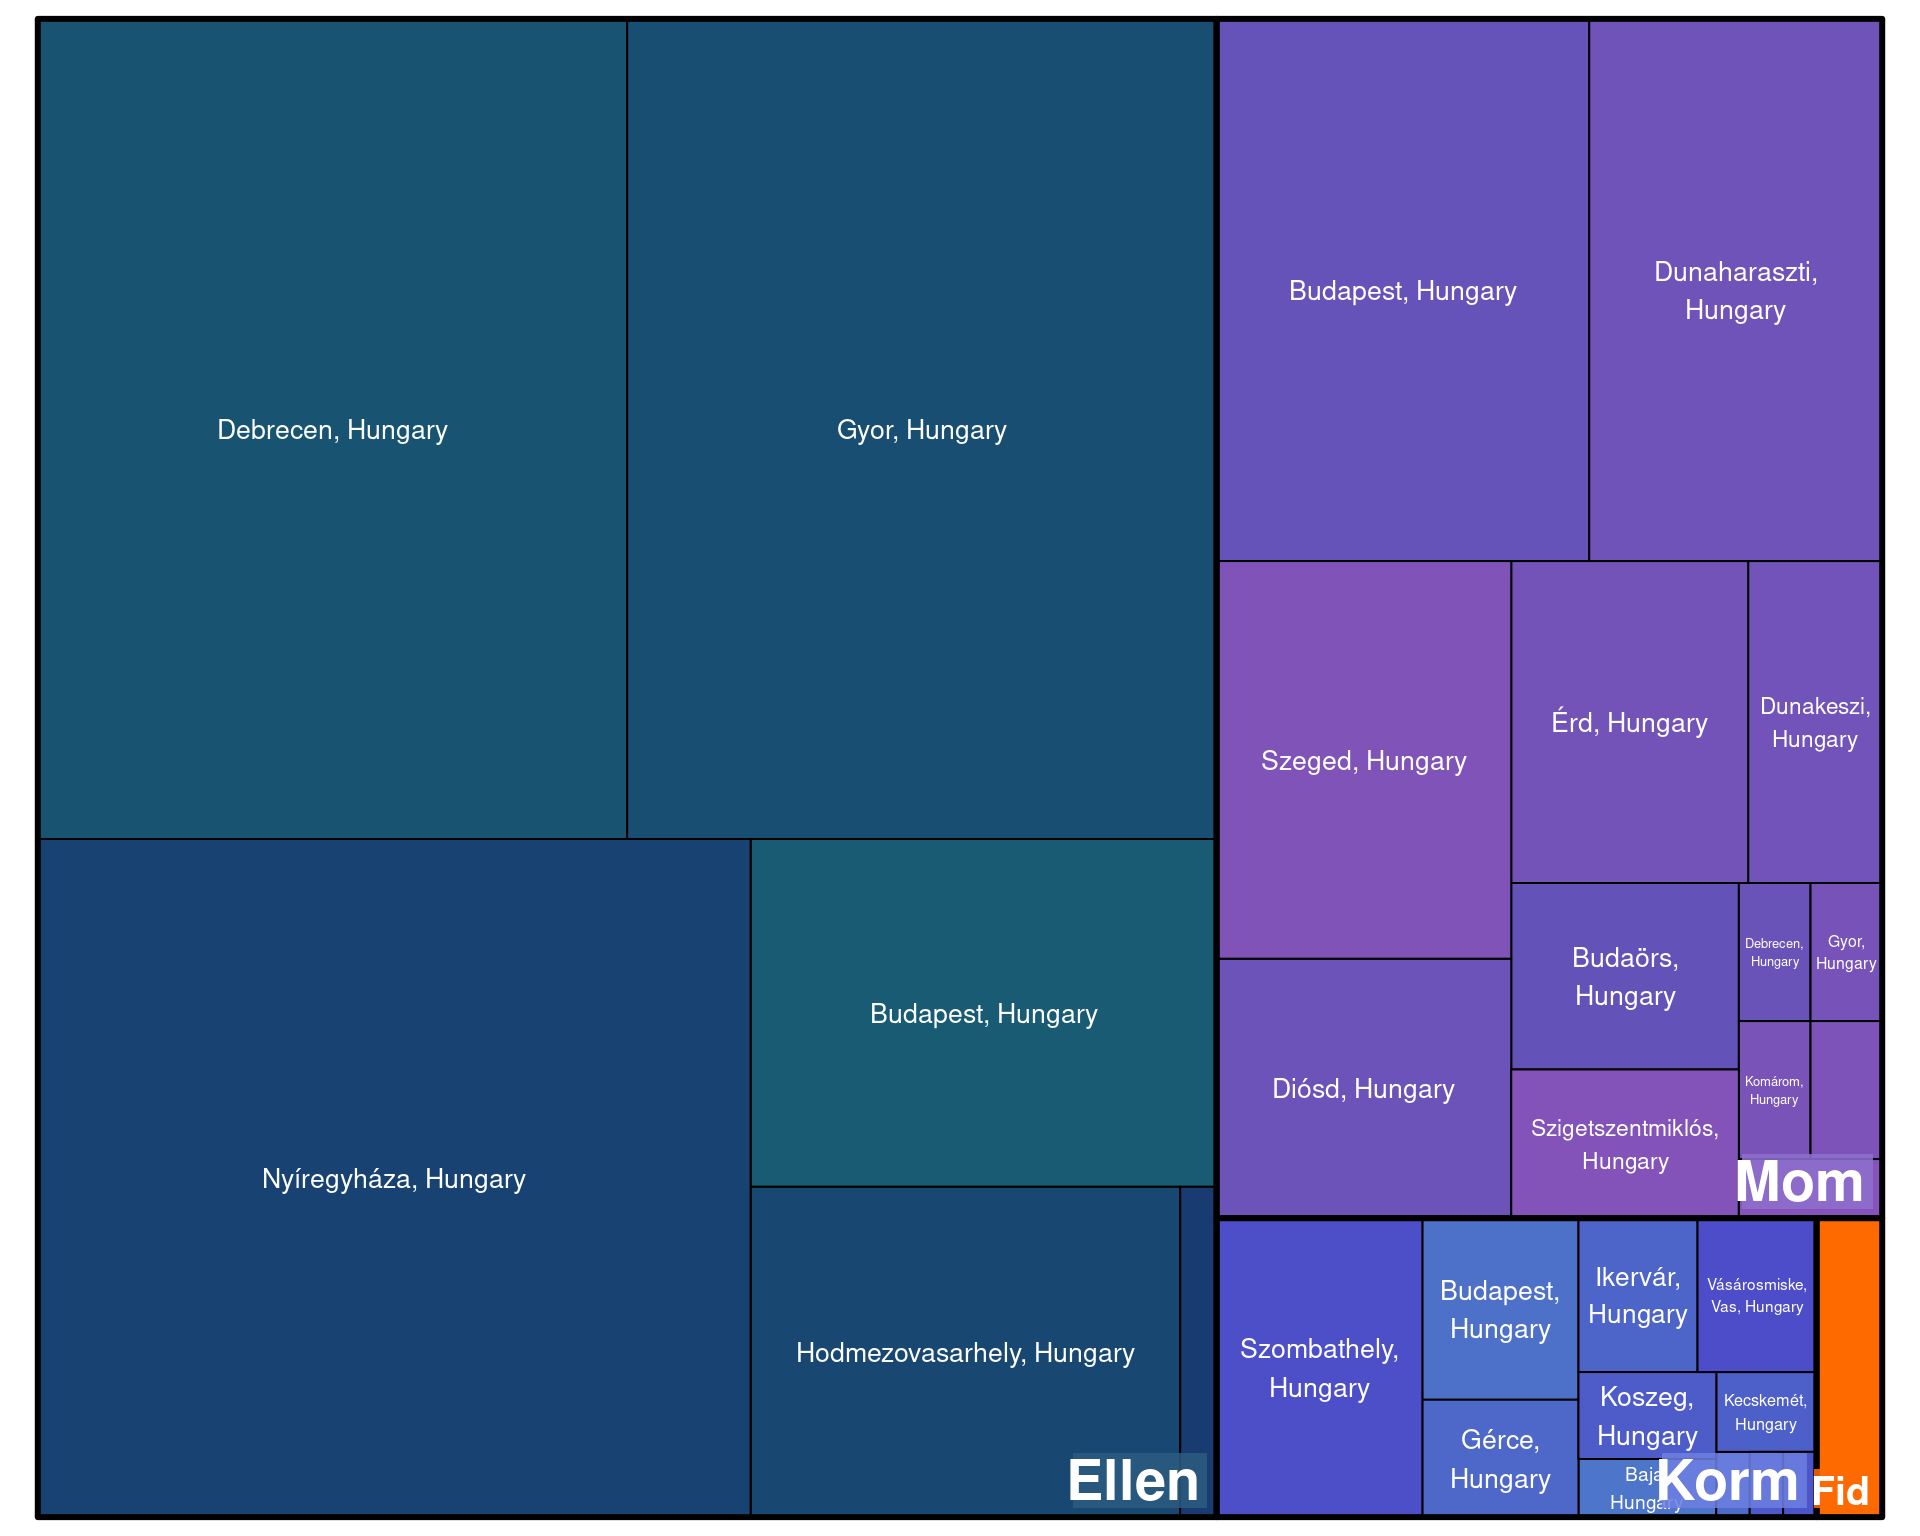 Debrecen, Hungary
Gyor, Hungary
Nyíregyháza, Hungary
Budapest, Hungary
Hodmezovasarhely, Hungary
Ellen
Budapest, Hungary
Dunaharaszti,
Hungary
Szeged, Hungary
Érd, Hungary
Dunakeszi,
Hungary
Diósd, Hungary
Budaörs,
Hungary
Debrecen,
Hungary
Gyor,
Hungary
Komárom,
Hungary
Szigetszentmiklós,
Hungary
Mom
Szombathely,
Hungary
Budapest,
Hungary
Gérce,
Hungary
Ikervár,
Hungary
Vásárosmiske,
Vas, Hungary
Koszeg,
Hungary
Kecskemét,
Hungary
Baja,
Hungary
Korm
Fid